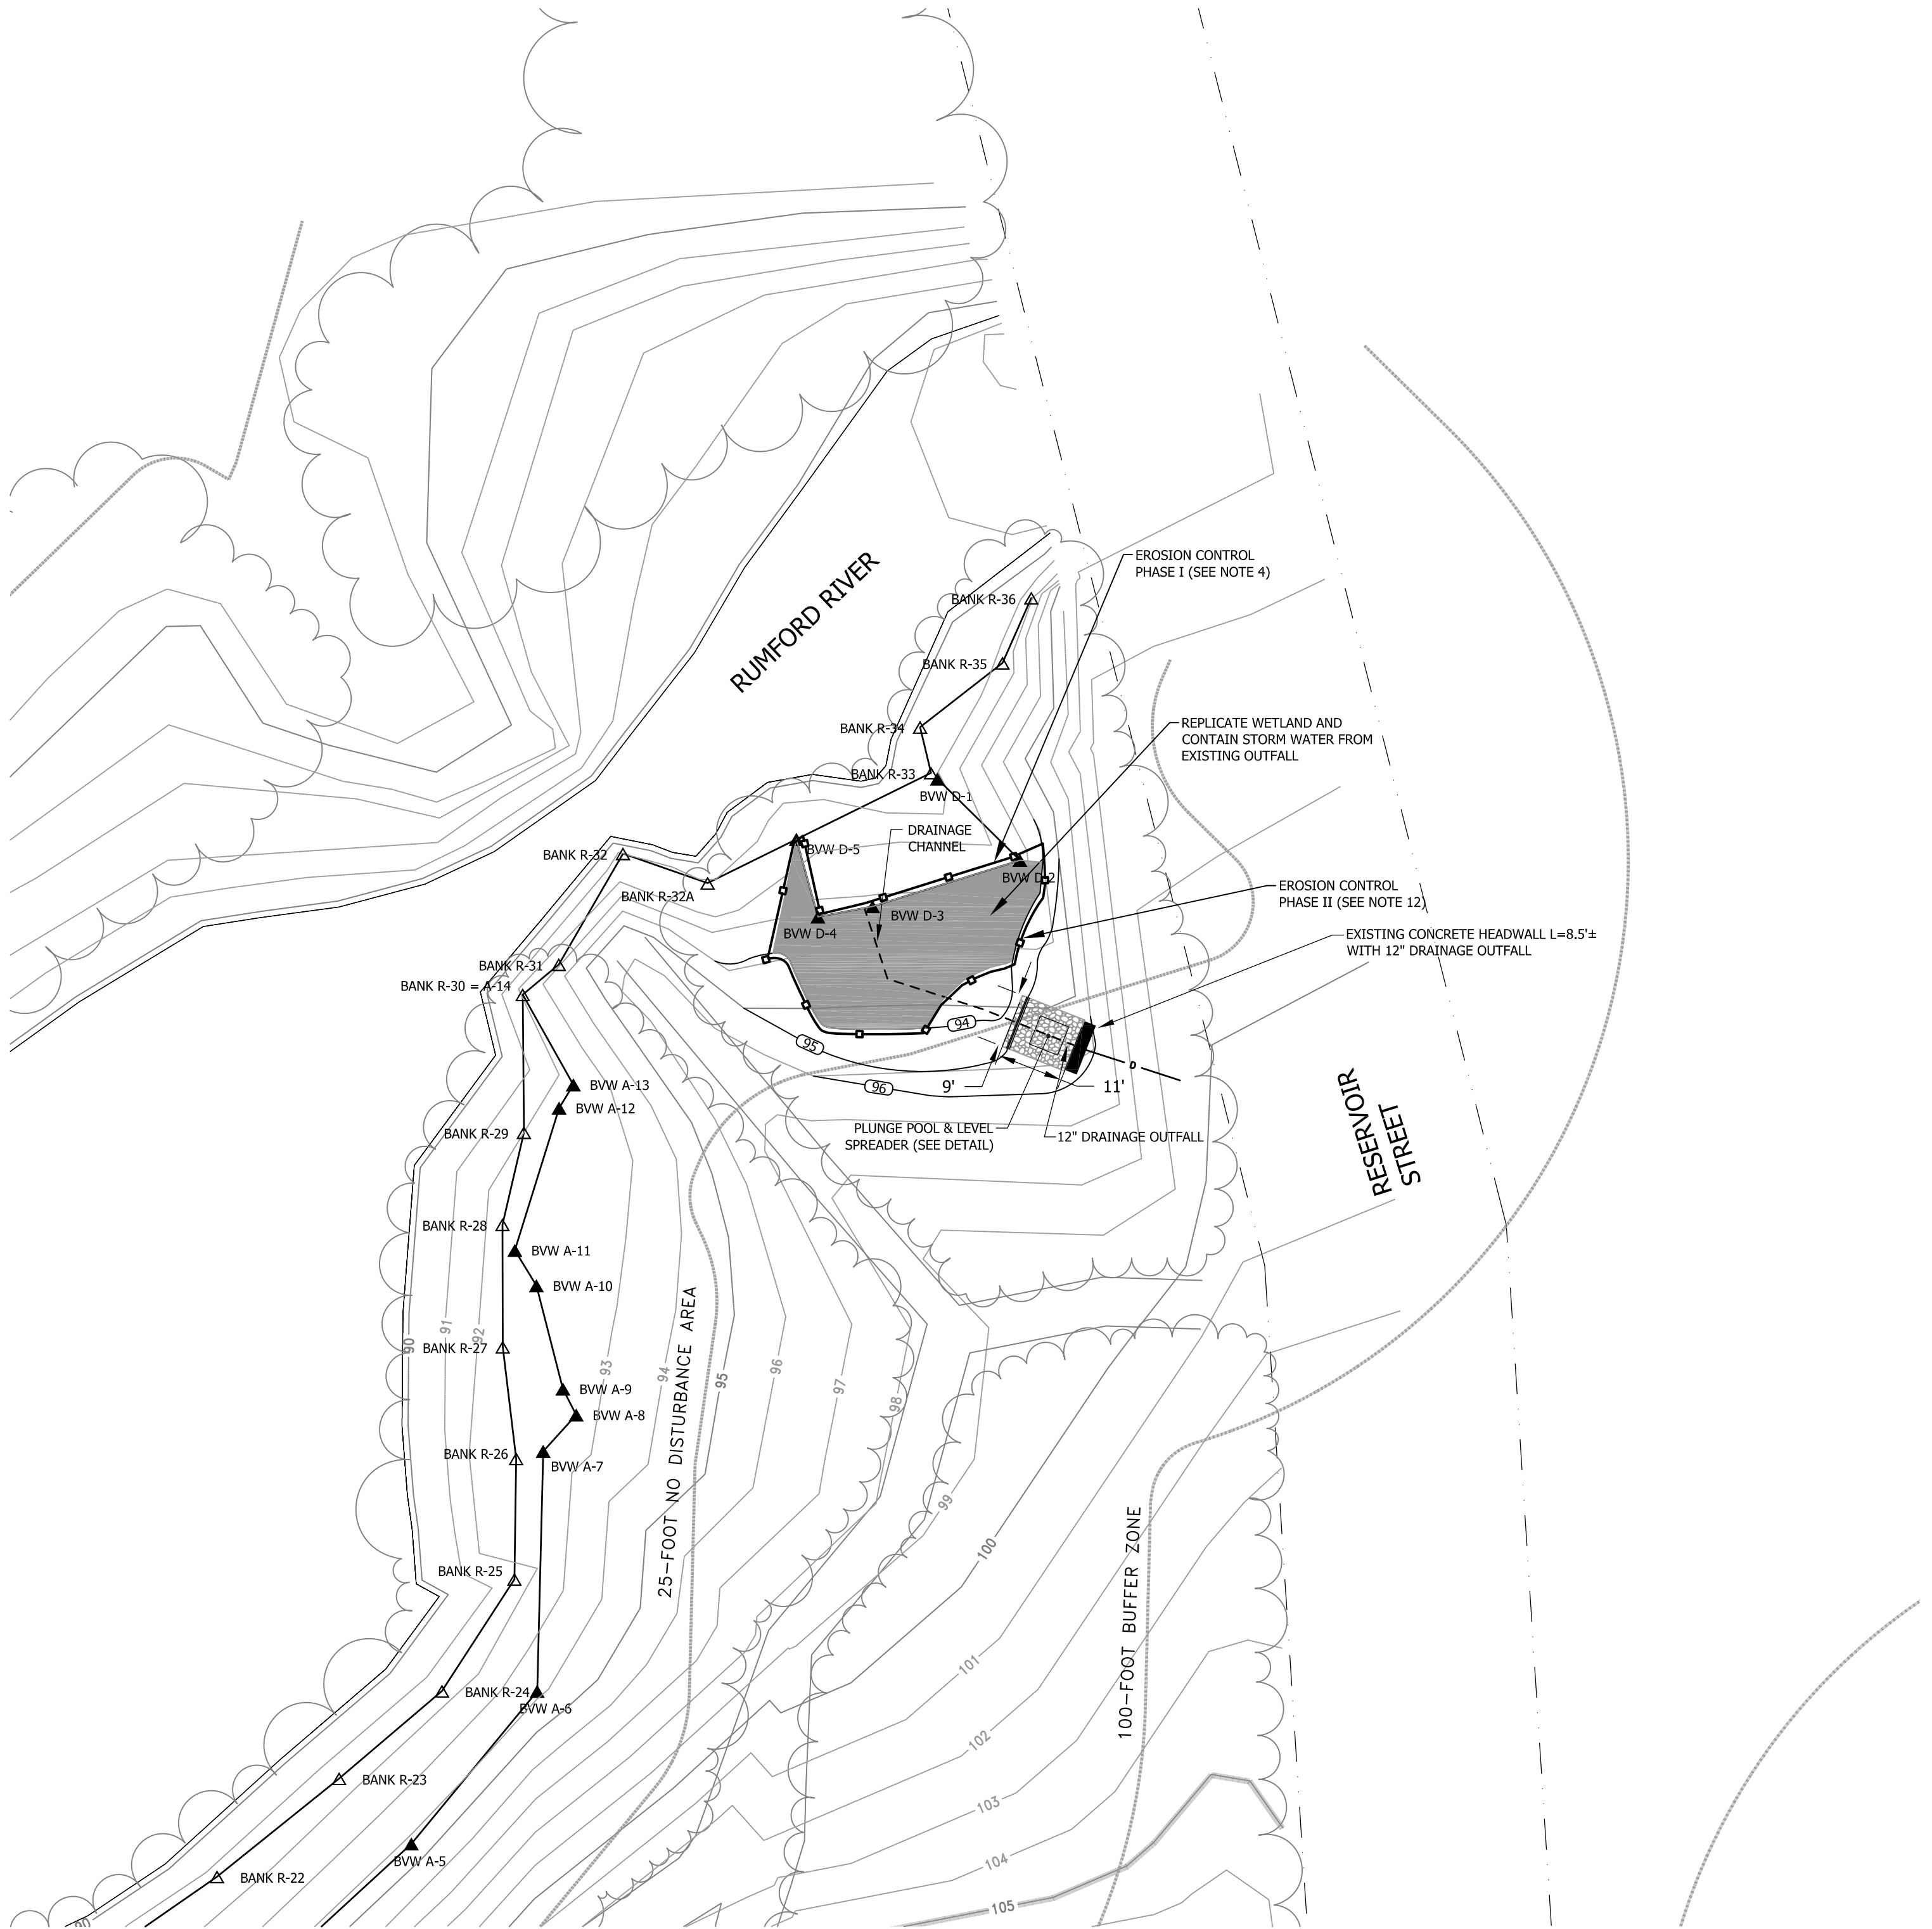 EROSION CONTROL
PHASE I (SEE NOTE 4)
RUMFORD RIVER
BANK R-36
BANK R-35
REPLICATE WETLAND AND
CONTAIN STORM WATER FROM
EXISTING OUTFALL
BANK R-34
BANK R-33
BVW D-1
DRAINAGE
CHANNEL
BVW D-5
BANK R-32
BVW D-2
BANK R-32A
EROSION CONTROL
PHASE II (SEE NOTE 12)
BVW D-3
BVW D-4
EXISTING CONCRETE HEADWALL L=8.5'±
WITH 12" DRAINAGE OUTFALL
BANK R-31
BANK R-30 = A-14
94
95
D
96
9'
11'
BVW A-13
BVW A-12
BANK R-29
PLUNGE POOL & LEVEL
SPREADER (SEE DETAIL)
12" DRAINAGE OUTFALL
RESERVOIR
STREET
BANK R-28
BVW A-11
BVW A-10
90
91
92
BANK R-27
93
94
95
96
97
98
BVW A-9
BVW A-8
BANK R-26
BVW A-7
25-FOOT NO DISTURBANCE AREA
99
100
100-FOOT BUFFER ZONE
BANK R-25
101
BANK R-24
BVW A-6
102
BANK R-23
103
BVW A-5
104
BANK R-22
105
90